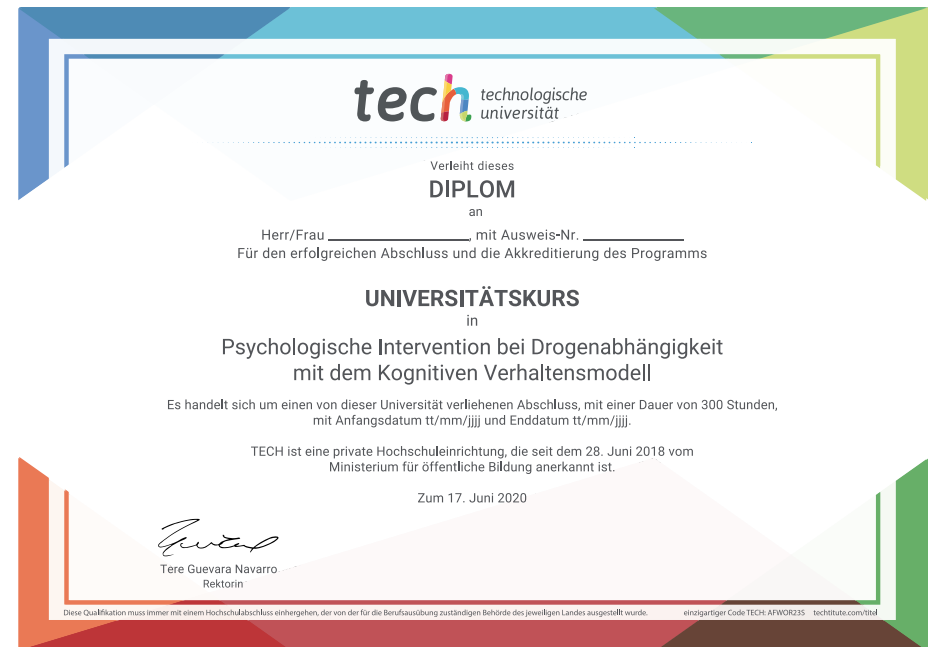 tech technologische
universität
Verleiht dieses
DIPLOM
an
Herr/Frau ____________, mit Ausweis-Nr. ____________
Für den erfolgreichen Abschluss und die Akkreditierung des Programms
UNIVERSITÄTSKURS
in
Psychologische Intervention bei Drogenabhängigkeit
mit dem Kognitiven Verhaltensmodell
Es handelt sich um einen von dieser Universität verliehenen Abschluss, mit einer Dauer von 300 Stunden,
mit Anfangsdatum tt/mm/jjjj und Enddatum tt/mm/jjjj.
TECH ist eine private Hochschuleinrichtung, die seit dem 28. Juni 2018 vom
Ministerium für öffentliche Bildung anerkannt ist.
Zum 17. Juni 2020
Tere Guevara Navarro
Rektorin
Diese Qualifikation muss immer mit einem Hochschulabschluss einhergehen, der von der für die Berufsausübung zuständigen Behörde des jeweiligen Landes ausgestellt wurde. einzigartiger Code TECH: AFWOR23S techtitute.com/titel